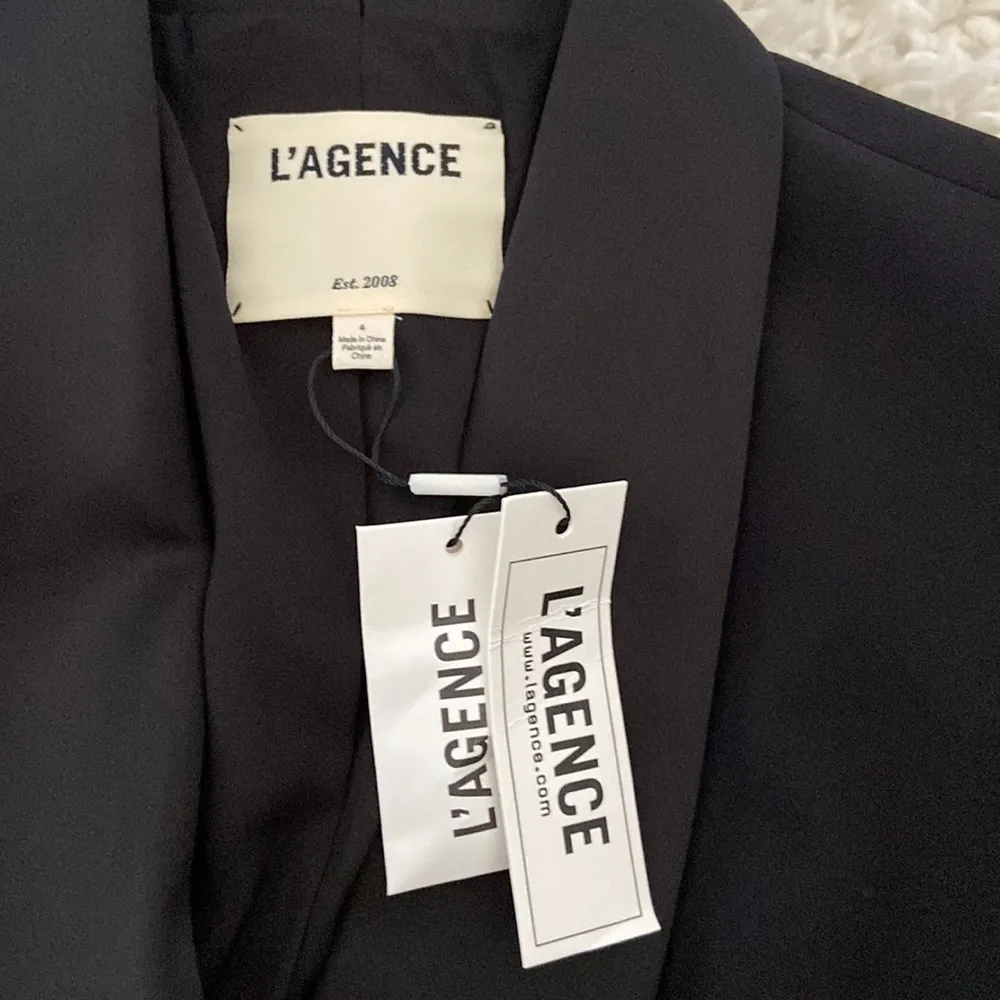 L'AGENCE
Est. 2008
4
Made in China
Fabriqué en
Chine
L'AGENCE
L'AGENCE
www.lagence.com